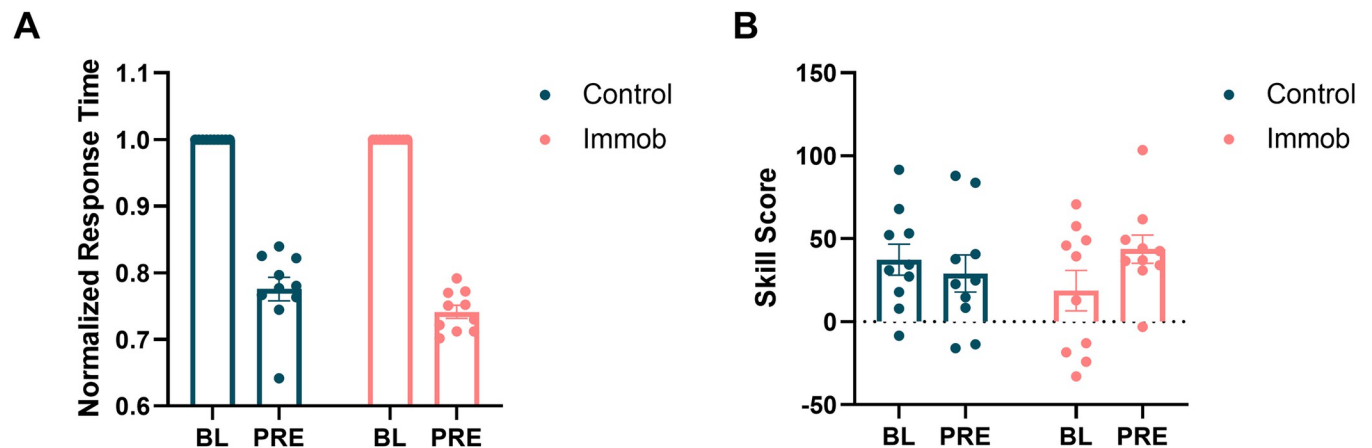 A
Normalized Response Time
1.1
1.0
0.9
0.8
0.7
0.6
BL PRE BL PRE
Control
Immob
B
Skill Score
150
100
50
0
-50
BL PRE BL PRE
Control
Immob